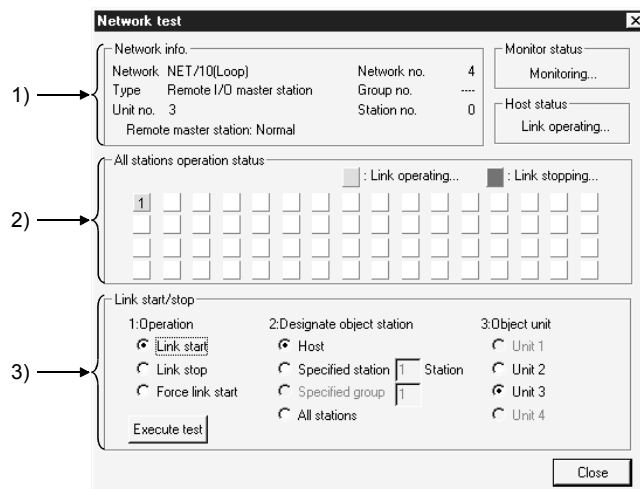 Network test
Network info.
Network NET/10(Loop) Network no. 4
Type Remote I/O master station Group no. ----
Unit no. 3 Station no. 0
Remote master station: Normal
Monitor status
Monitoring...
Host status
Link operating...
1)
All stations operation status
: Link operating... : Link stopping...
1
2)
Link start/stop
1:Operation 2:Designate object station 3:Object unit
Link start Host Unit 1
Link stop Specified station 1 Station Unit 2
Force link start Specified group 1 Unit 3
All stations Unit 4
Execute test
3)
Close